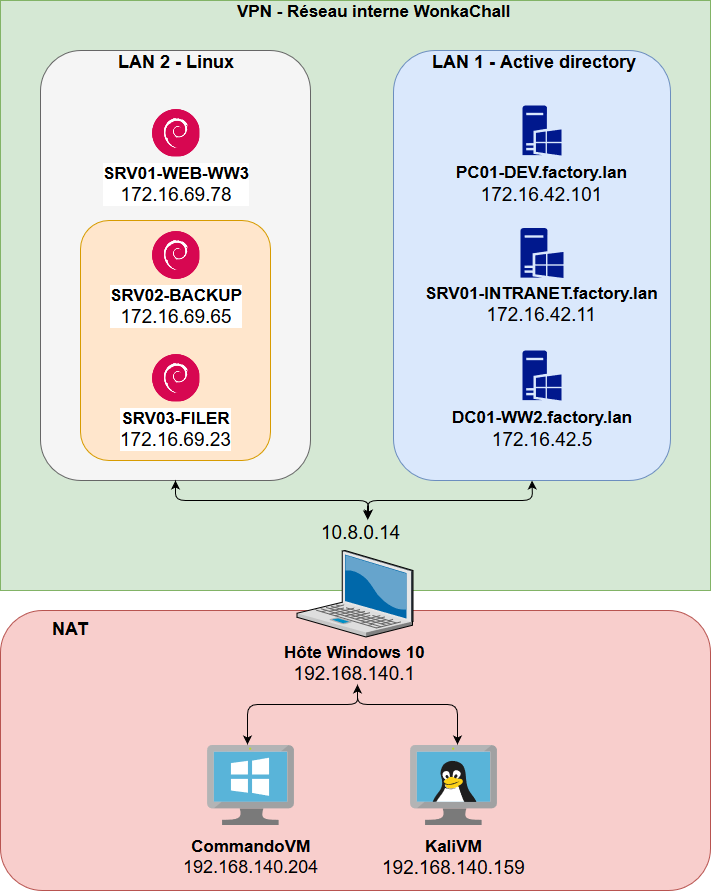 VPN - Réseau interne WonkaChall
LAN 2 - Linux
SRV01-WEB-WW3
172.16.69.78
SRV02-BACKUP
172.16.69.65
SRV03-FILER
172.16.69.23
LAN 1 - Active directory
PC01-DEV.factory.lan
172.16.42.101
SRV01-INTRANET.factory.lan
172.16.42.11
DC01-WW2.factory.lan
172.16.42.5
10.8.0.14
NAT
Hôte Windows 10
192.168.140.1
CommandoVM
192.168.140.204
KaliVM
192.168.140.159